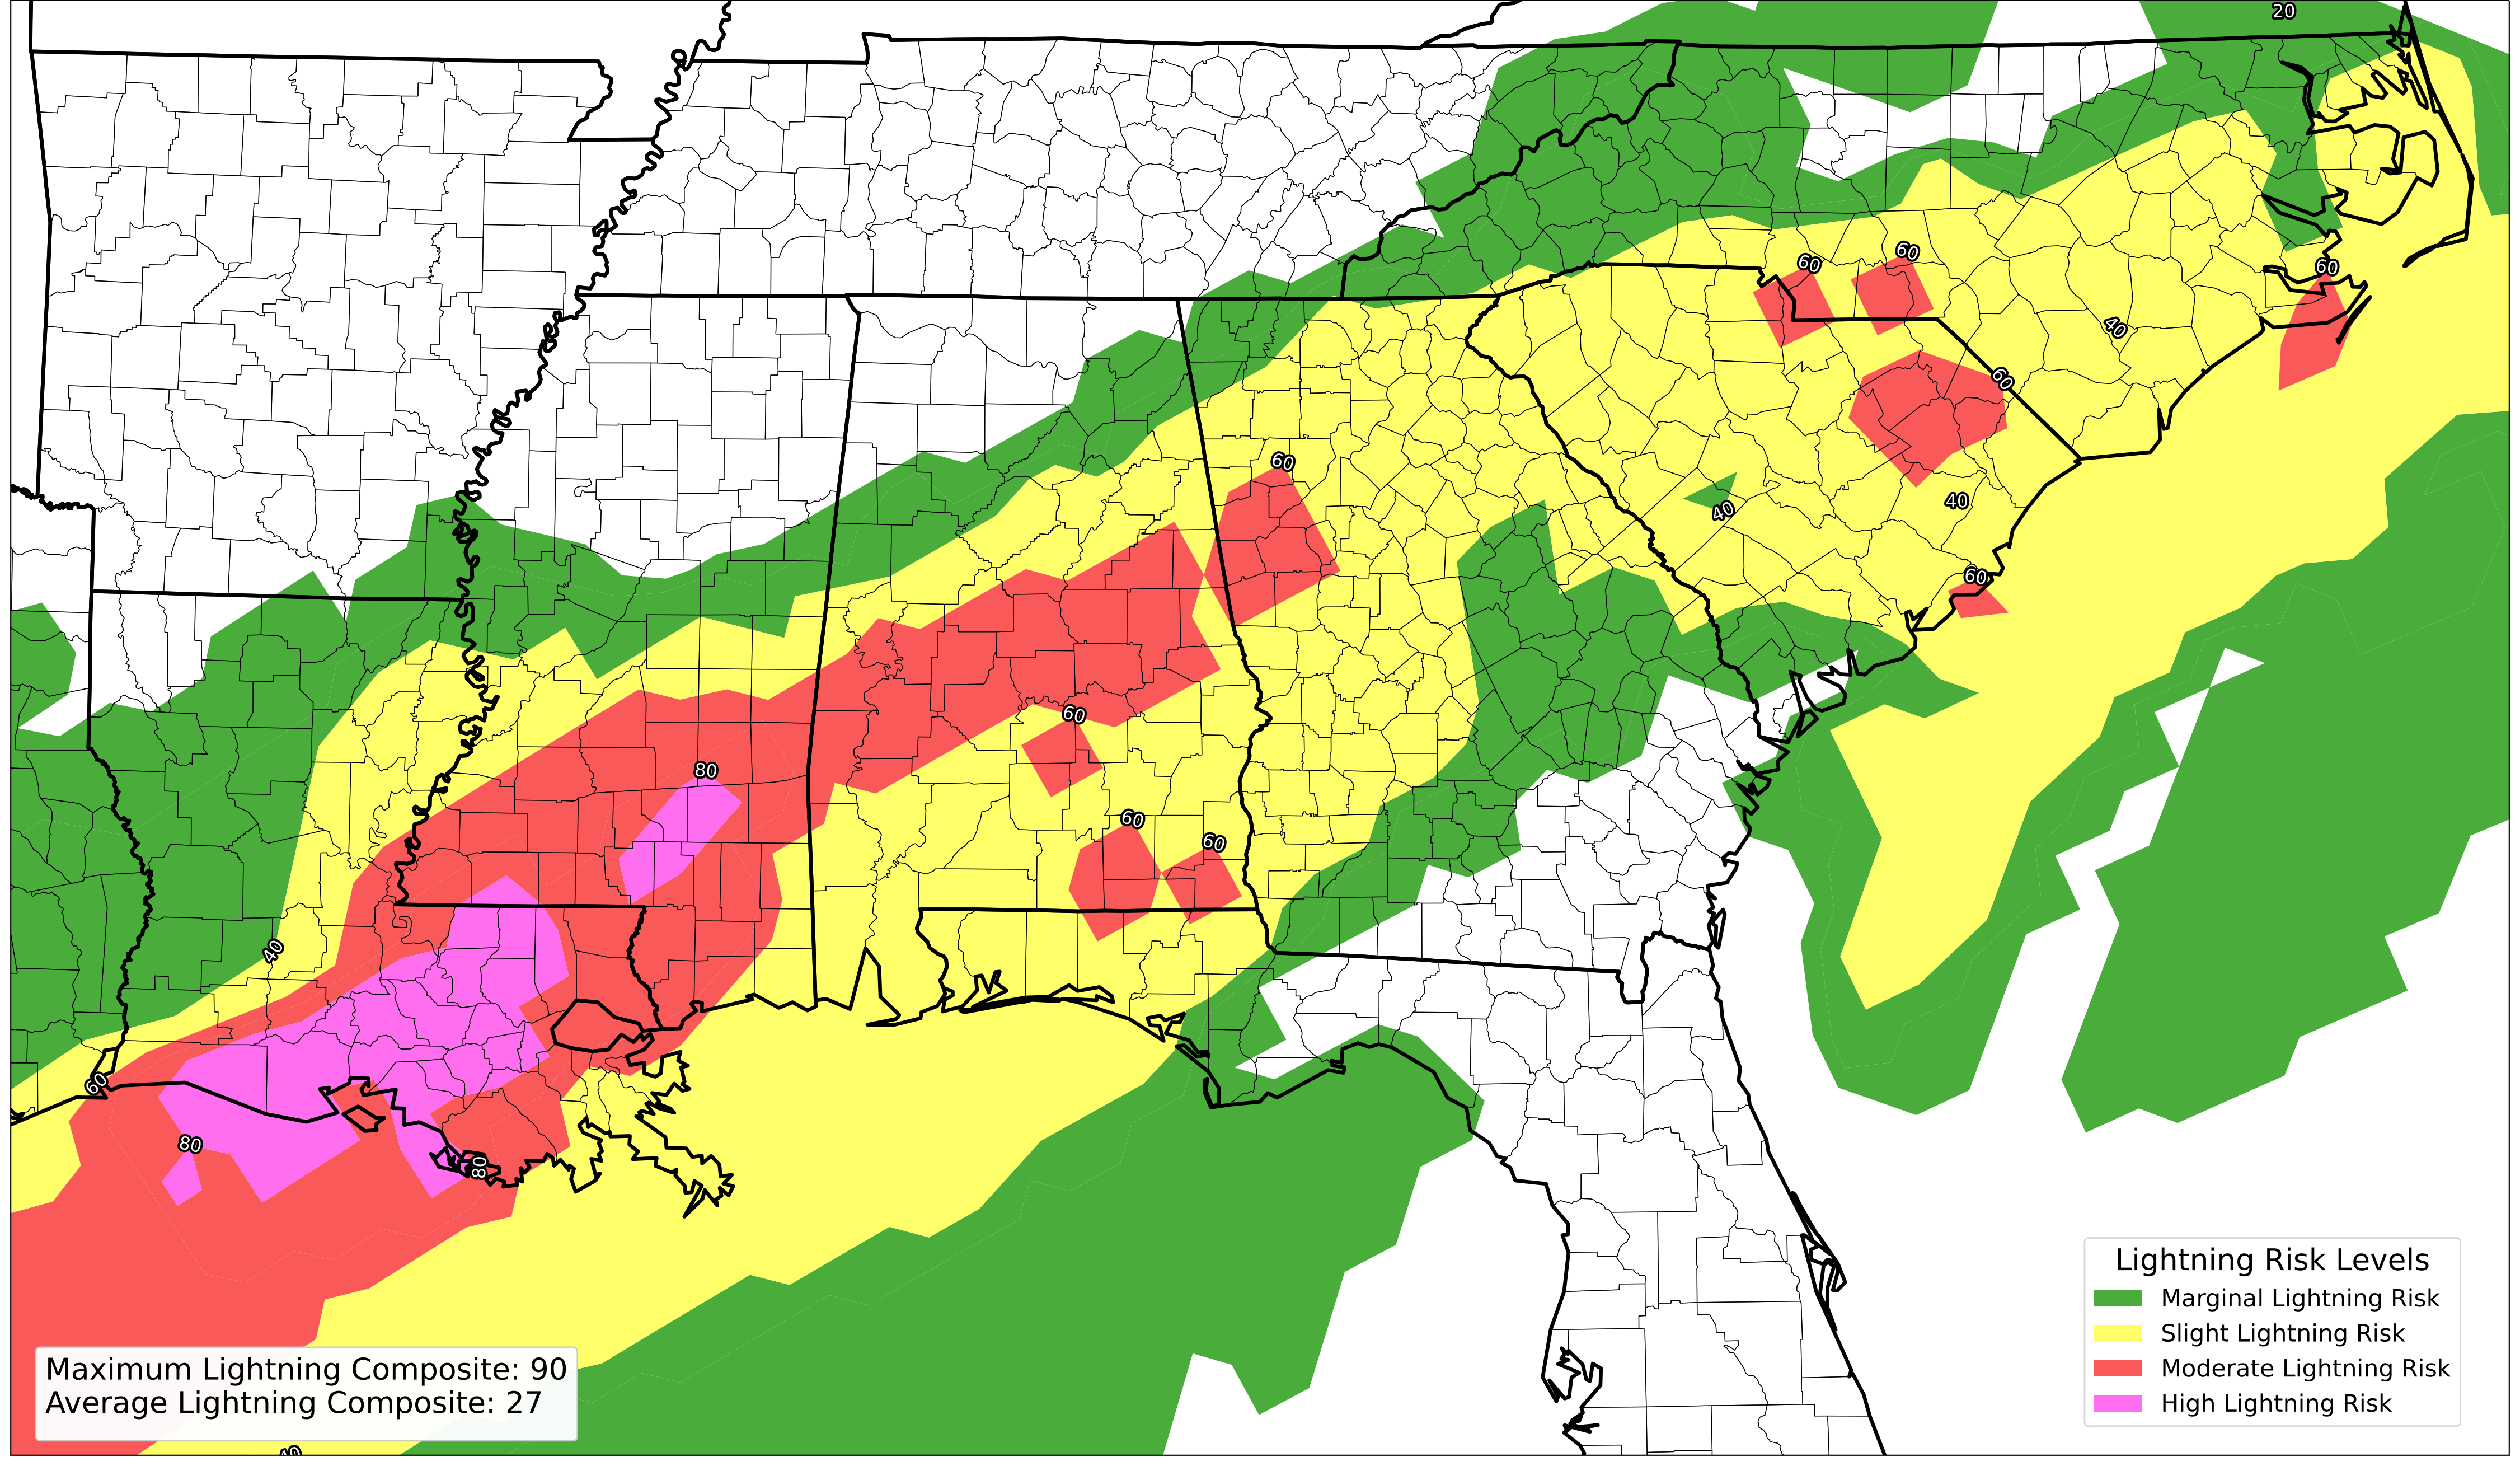 20
60
60
60
40
60
60
40
40
60
60
80
60
60
40
60
80
80
Lightning Risk Levels
Marginal Lightning Risk
Slight Lightning Risk
Moderate Lightning Risk
High Lightning Risk
Maximum Lightning Composite: 90
Average Lightning Composite: 27